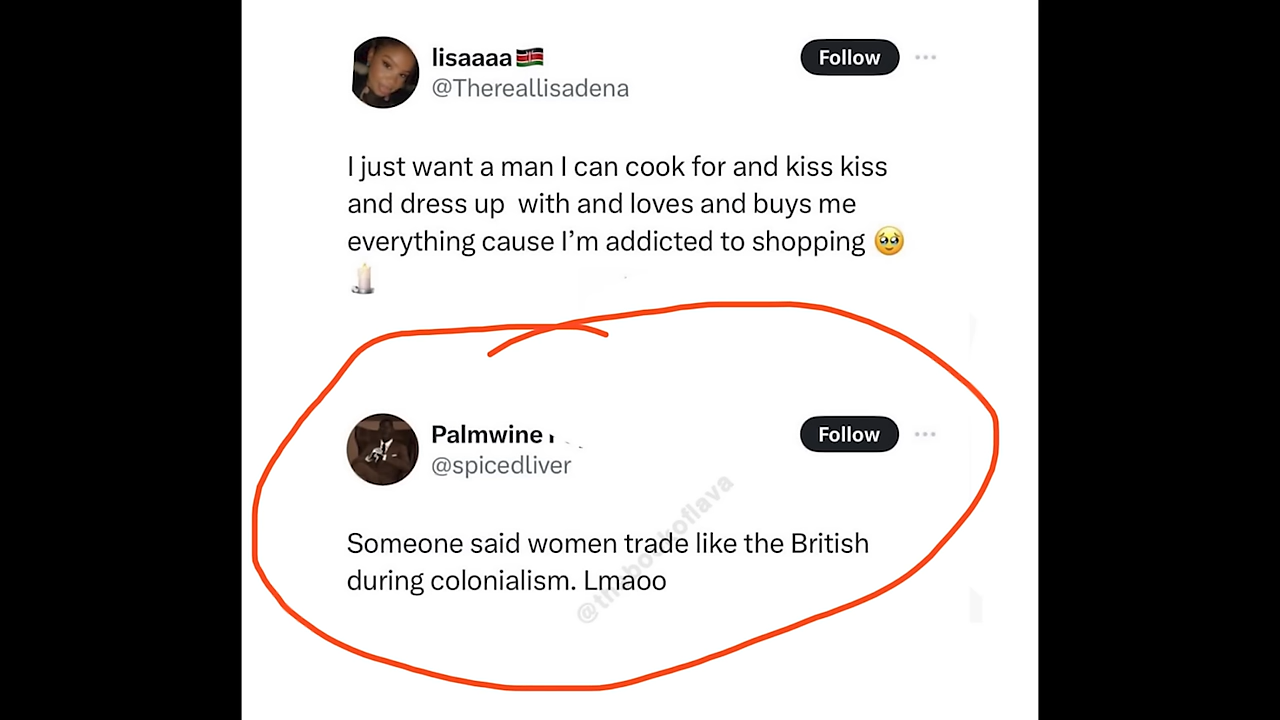 lisaaaa🇰🇪
Follow
@Thereallisadena
I just want a man I can cook for and kiss kiss
and dress up  with and loves and buys me
everything cause I’m addicted to shopping 🥹
🕯️
Palmwine
Follow
@spicedliver
Someone said women trade like the British
during colonialism. Lmaoo